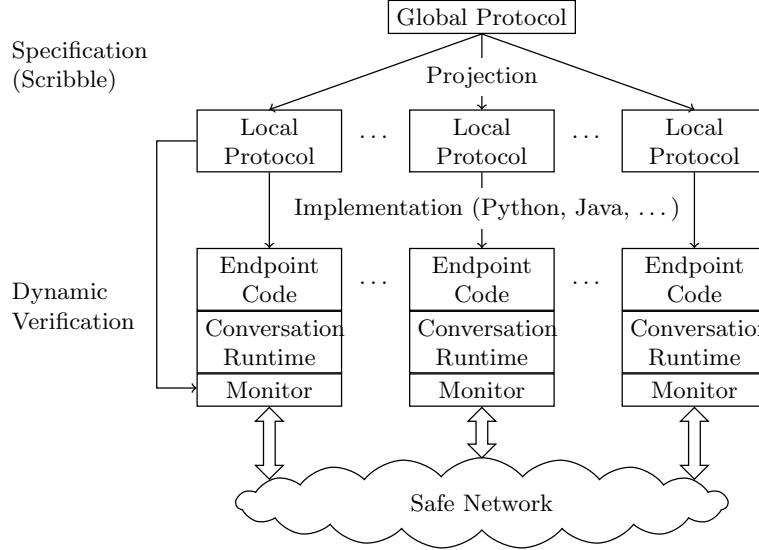 Global Protocol
Specification
(Scribble)
Projection
Local
Protocol
...
Local
Protocol
...
Local
Protocol
Implementation (Python, Java, ...)
Dynamic
Verification
Endpoint
Code
Conversation
Runtime
Monitor
...
Endpoint
Code
Conversation
Runtime
Monitor
...
Endpoint
Code
Conversation
Runtime
Monitor
Safe Network